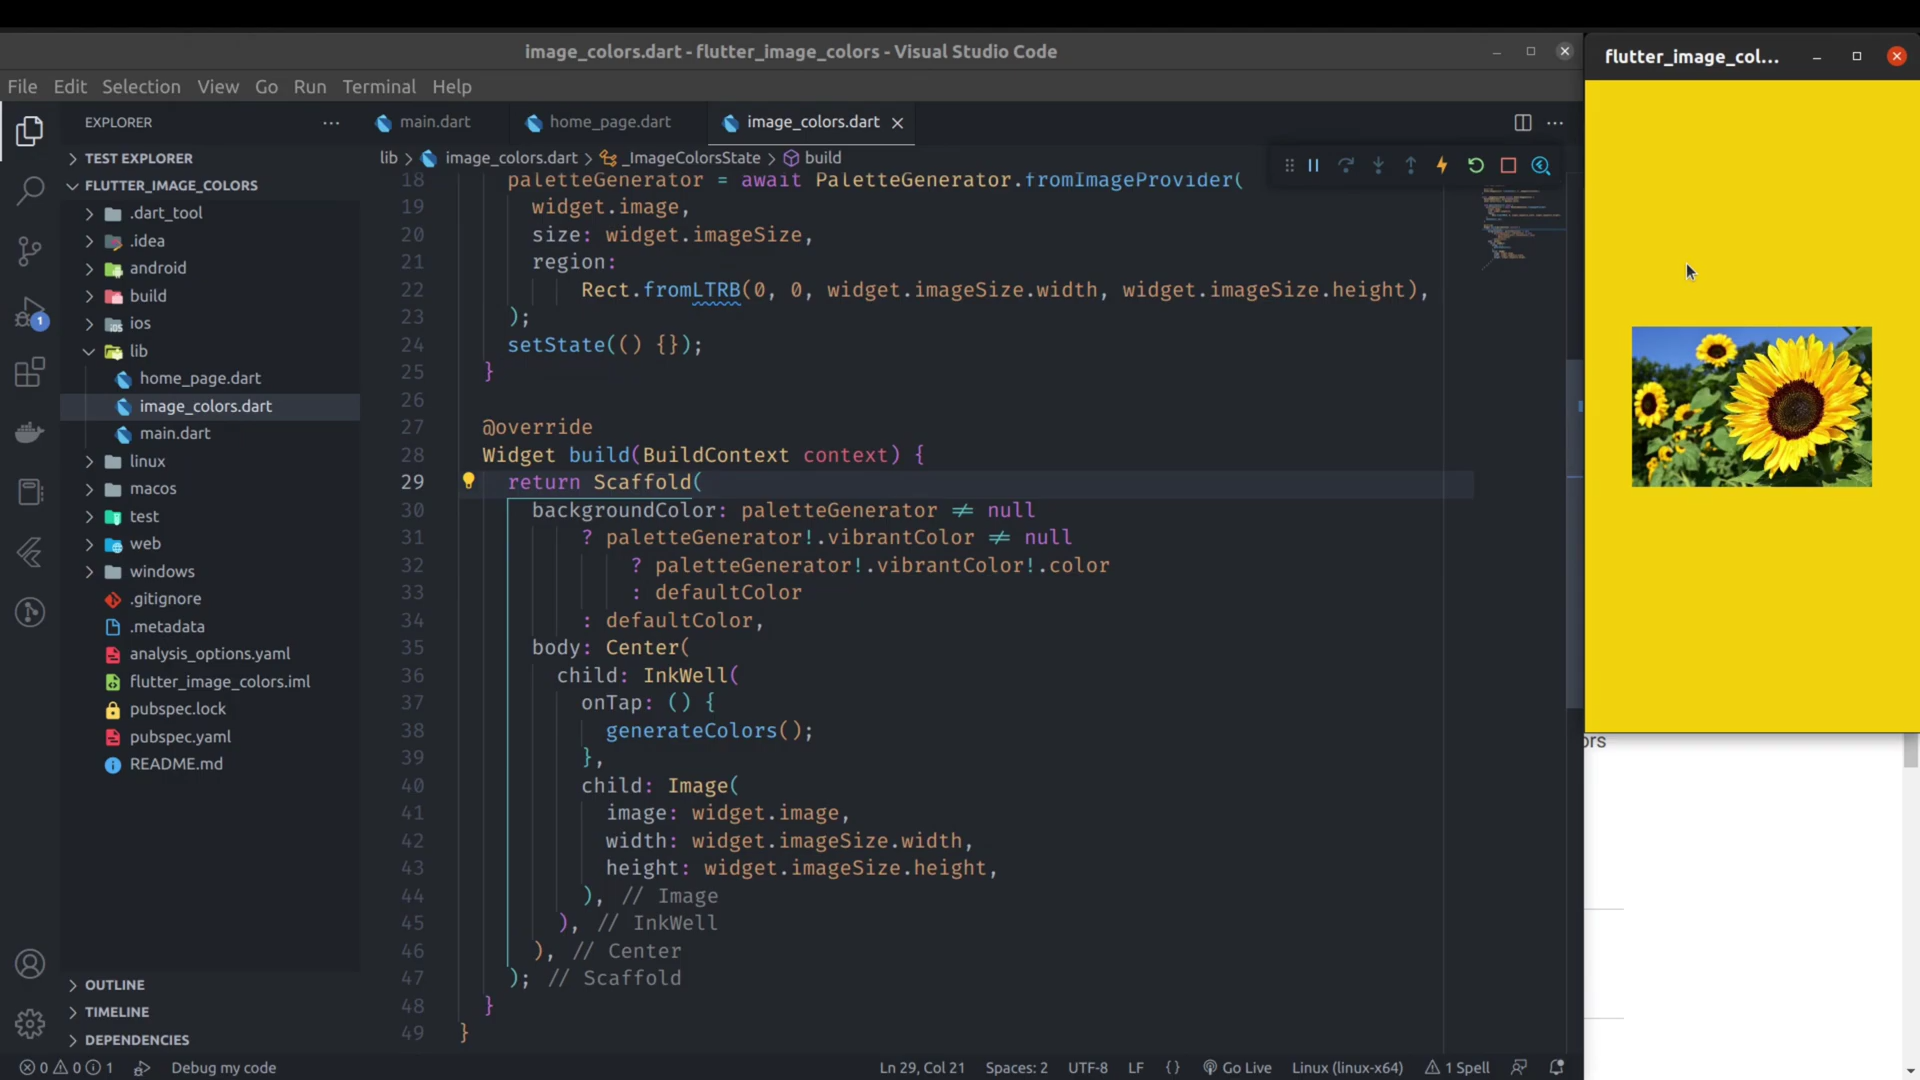 image_colors.dart - flutter_image_colors - Visual Studio Code
flutter_image_col...
File Edit Selection View Go Run Terminal Help
EXPLORER
main.dart
home_page.dart
image_colors.dart
TEST EXPLORER
FLUTTER_IMAGE_COLORS
.dart_tool
.idea
android
build
ios
lib
home_page.dart
image_colors.dart
main.dart
linux
macos
test
web
windows
.gitignore
.metadata
analysis_options.yaml
flutter_image_colors.iml
pubspec.lock
pubspec.yaml
README.md
OUTLINE
TIMELINE
DEPENDENCIES
1
lib > image_colors.dart > _ImageColorsState > build
18 paletteGenerator = await PaletteGenerator.fromImageProvider(
19 widget.image,
20 size: widget.imageSize,
21 region:
22 Rect.fromLTRB(0, 0, widget.imageSize.width, widget.imageSize.height),
23 );
24 setState(() {});
25 }
26
27 @override
28 Widget build(BuildContext context) {
29 return Scaffold(
30 backgroundColor: paletteGenerator ≠ null
31 ? paletteGenerator!.vibrantColor ≠ null
32 ? paletteGenerator!.vibrantColor!.color
33 : defaultColor
34 : defaultColor,
35 body: Center(
36 child: InkWell(
37 onTap: () {
38 generateColors();
39 },
40 child: Image(
41 image: widget.image,
42 width: widget.imageSize.width,
43 height: widget.imageSize.height,
44 ), // Image
45 ), // InkWell
46 ), // Center
47 ); // Scaffold
48 }
49 }
ors
0 0 1 Debug my code Ln 29, Col 21 Spaces: 2 UTF-8 LF {} Go Live Linux (linux-x64) 1 Spell